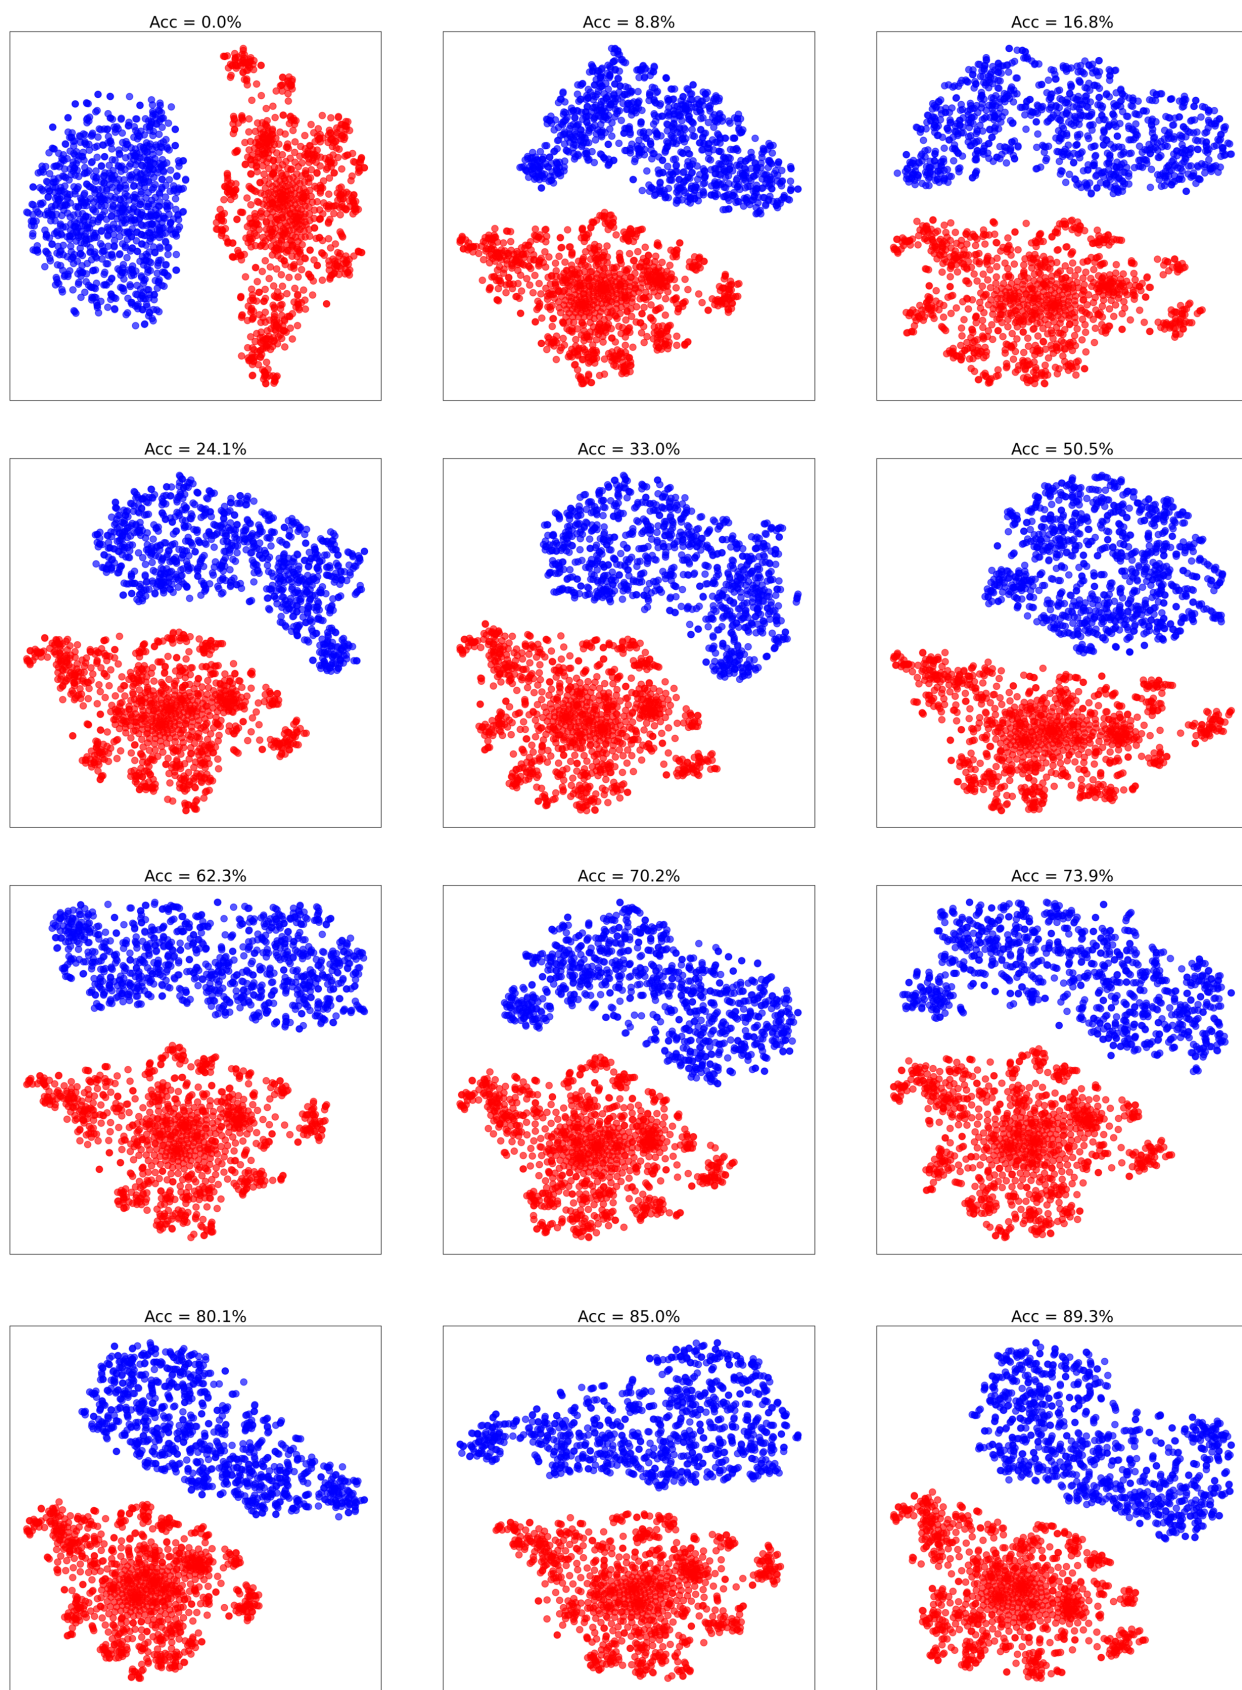 Acc = 0.0%
Acc = 8.8%
Acc = 16.8%
Acc = 24.1%
Acc = 33.0%
Acc = 50.5%
Acc = 62.3%
Acc = 70.2%
Acc = 73.9%
Acc = 80.1%
Acc = 85.0%
Acc = 89.3%